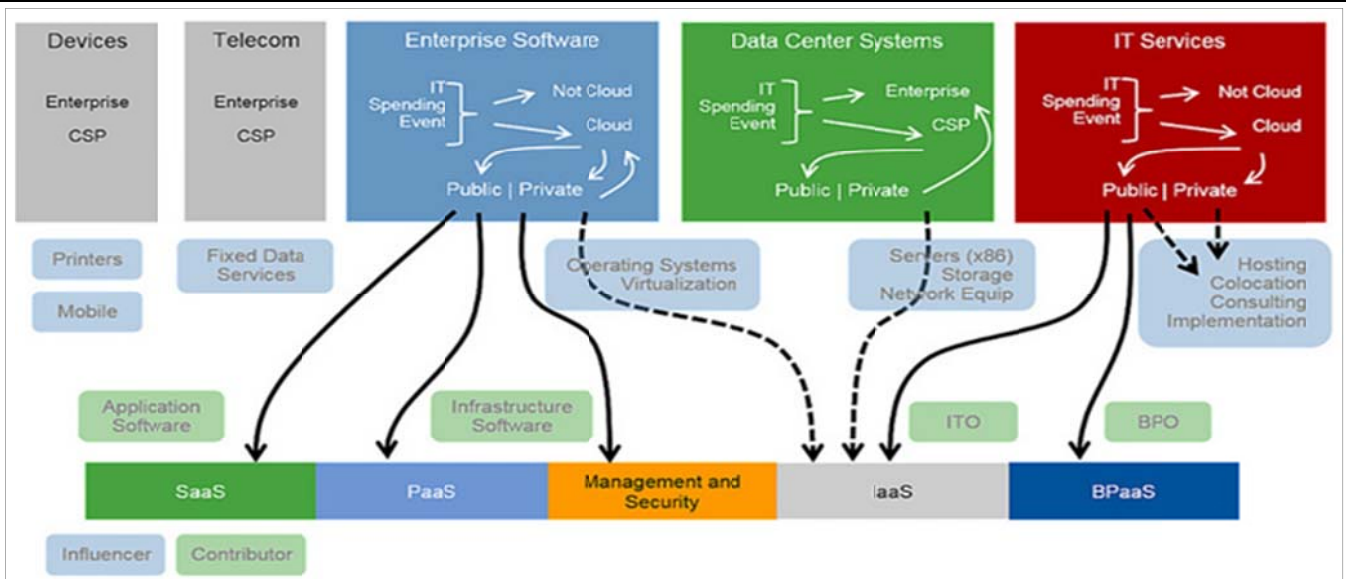 Devices
Enterprise
CSP
Telecom
Enterprise
CSP
Enterprise Software
IT
Spending
Event
Not Cloud
Cloud
Public | Private
Data Center Systems
IT
Spending
Event
Enterprise
CSP
Public | Private
IT Services
IT
Spending
Event
Not Cloud
Cloud
Public | Private
Printers
Mobile
Fixed Data
Services
Operating Systems
Virtualization
Servers (x86)
Storage
Network Equip
Hosting
Colocation
Consulting
Implementation
Application
Software
Infrastructure
Software
ITO
BPO
SaaS
PaaS
Management and
Security
IaaS
BPaaS
Influencer
Contributor